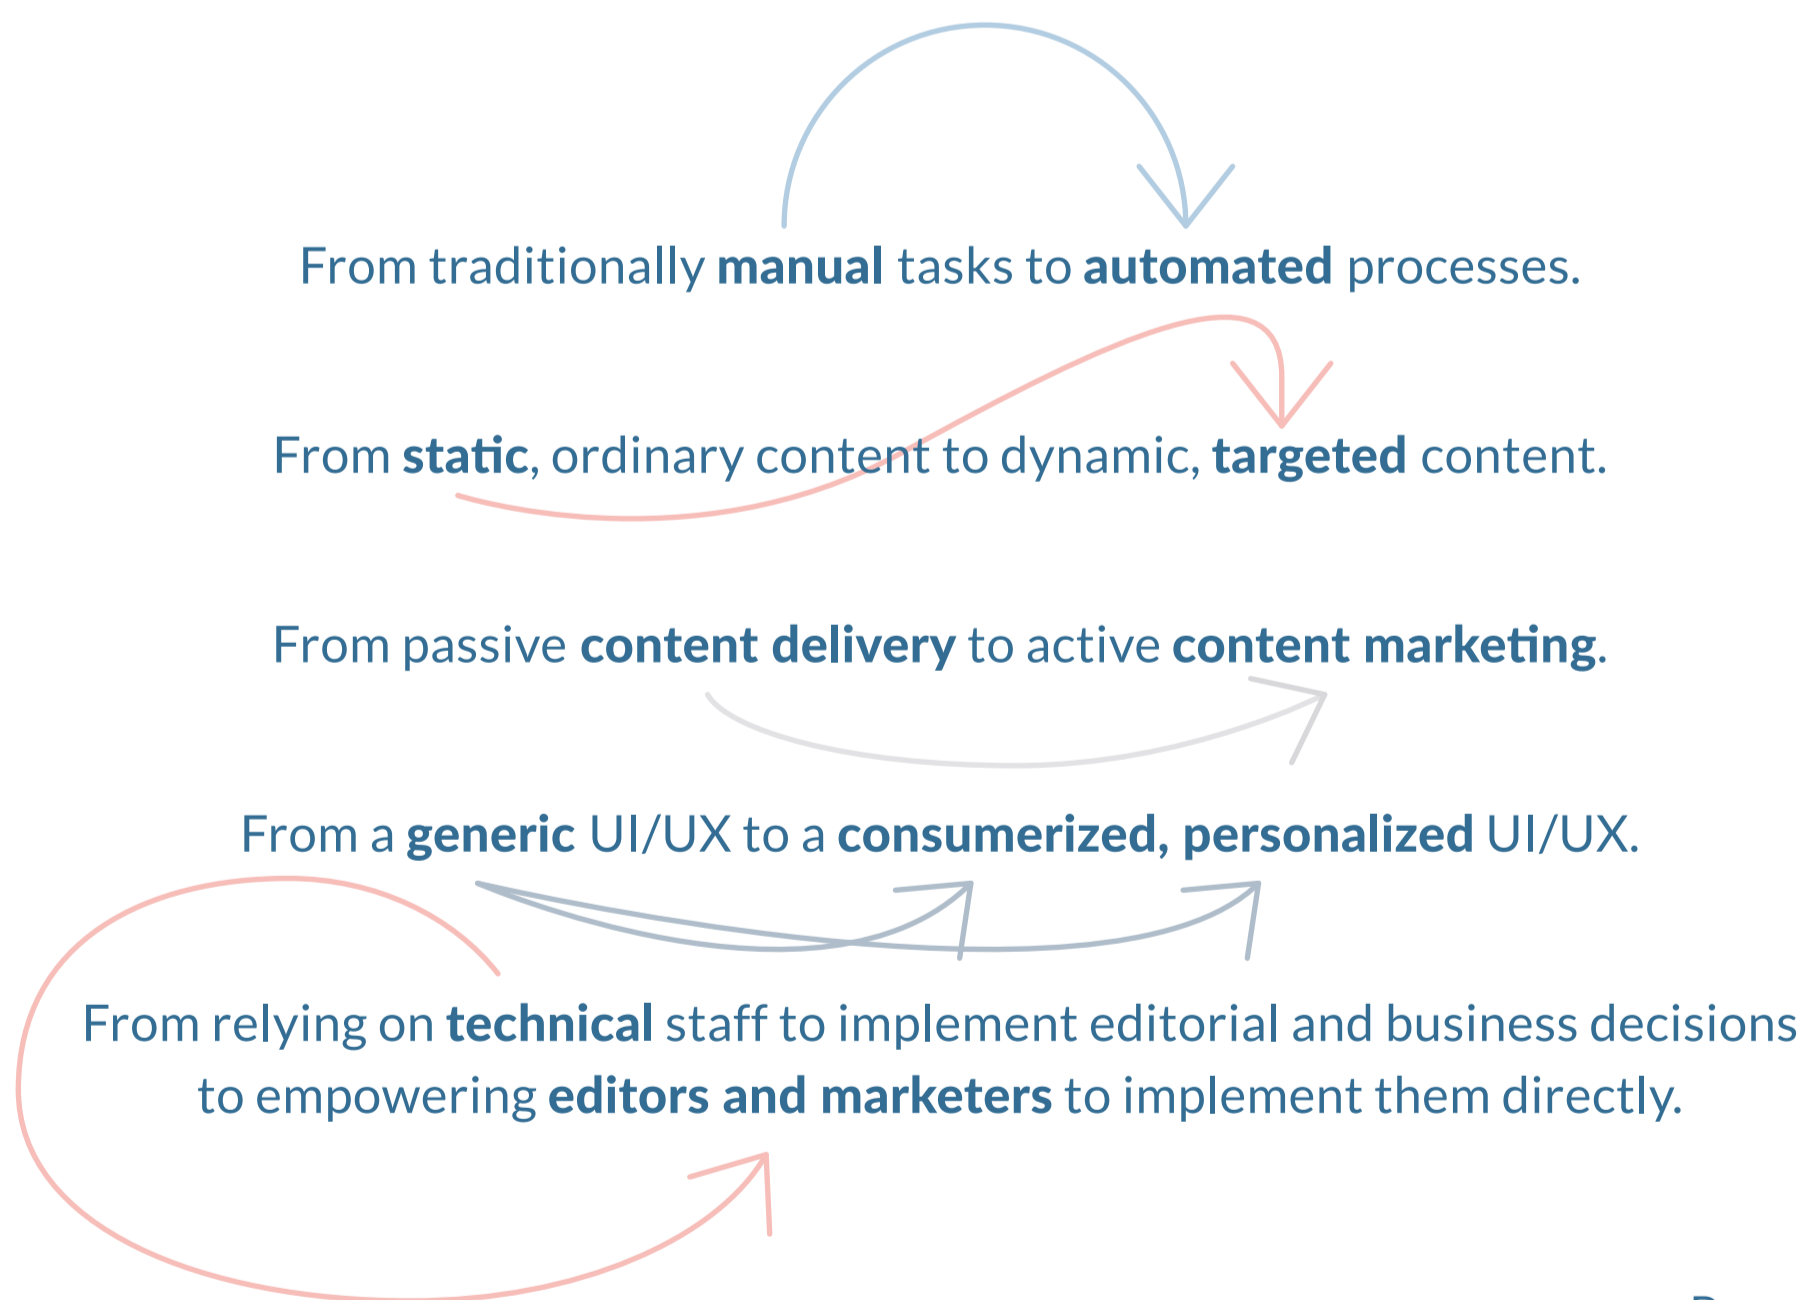 From traditionally manual tasks to automated processes.
From static, ordinary content to dynamic, targeted content.
From passive content delivery to active content marketing.
From a generic UI/UX to a consumerized, personalized UI/UX.
From relying on technical staff to implement editorial and business decisions
to empowering editors and marketers to implement them directly.